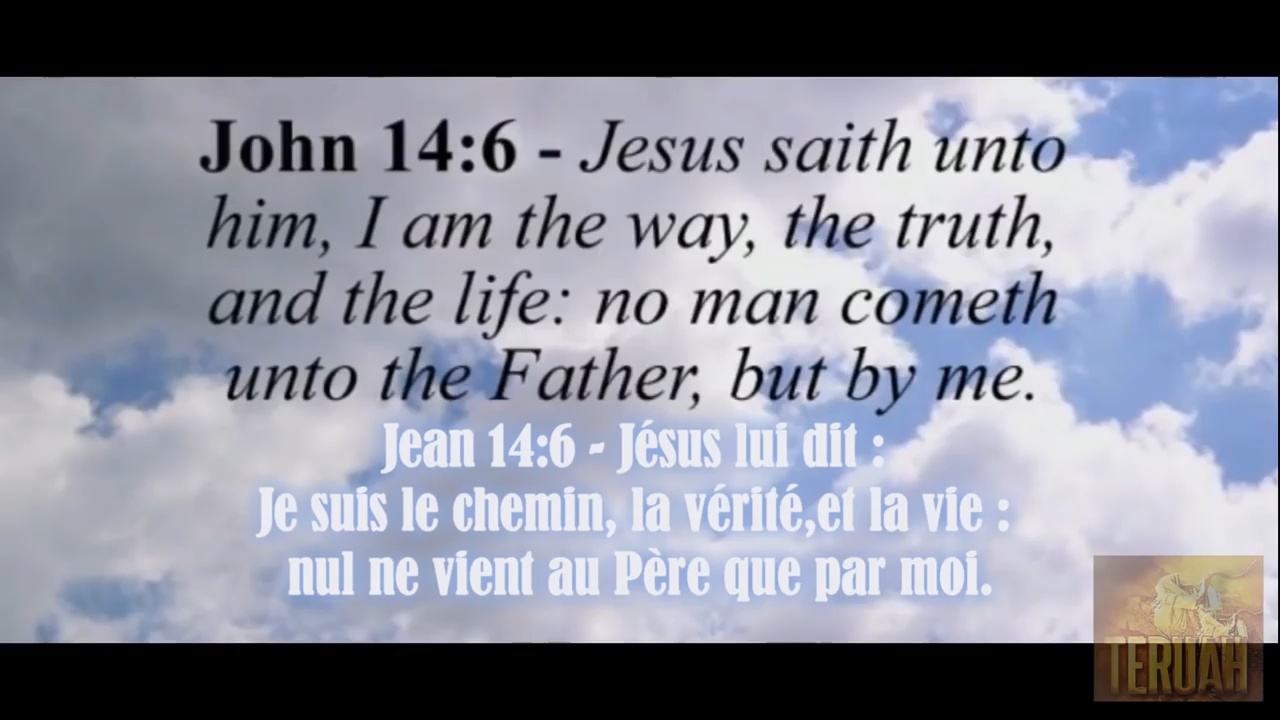 John 14:6 - Jesus saith unto
him, I am the way, the truth,
and the life: no man cometh
unto the Father, but by me.
Jean 14:6 - Jésus lui dit :
Je suis le chemin, la vérité,et la vie :
nul ne vient au Père que par moi.
TERUAH